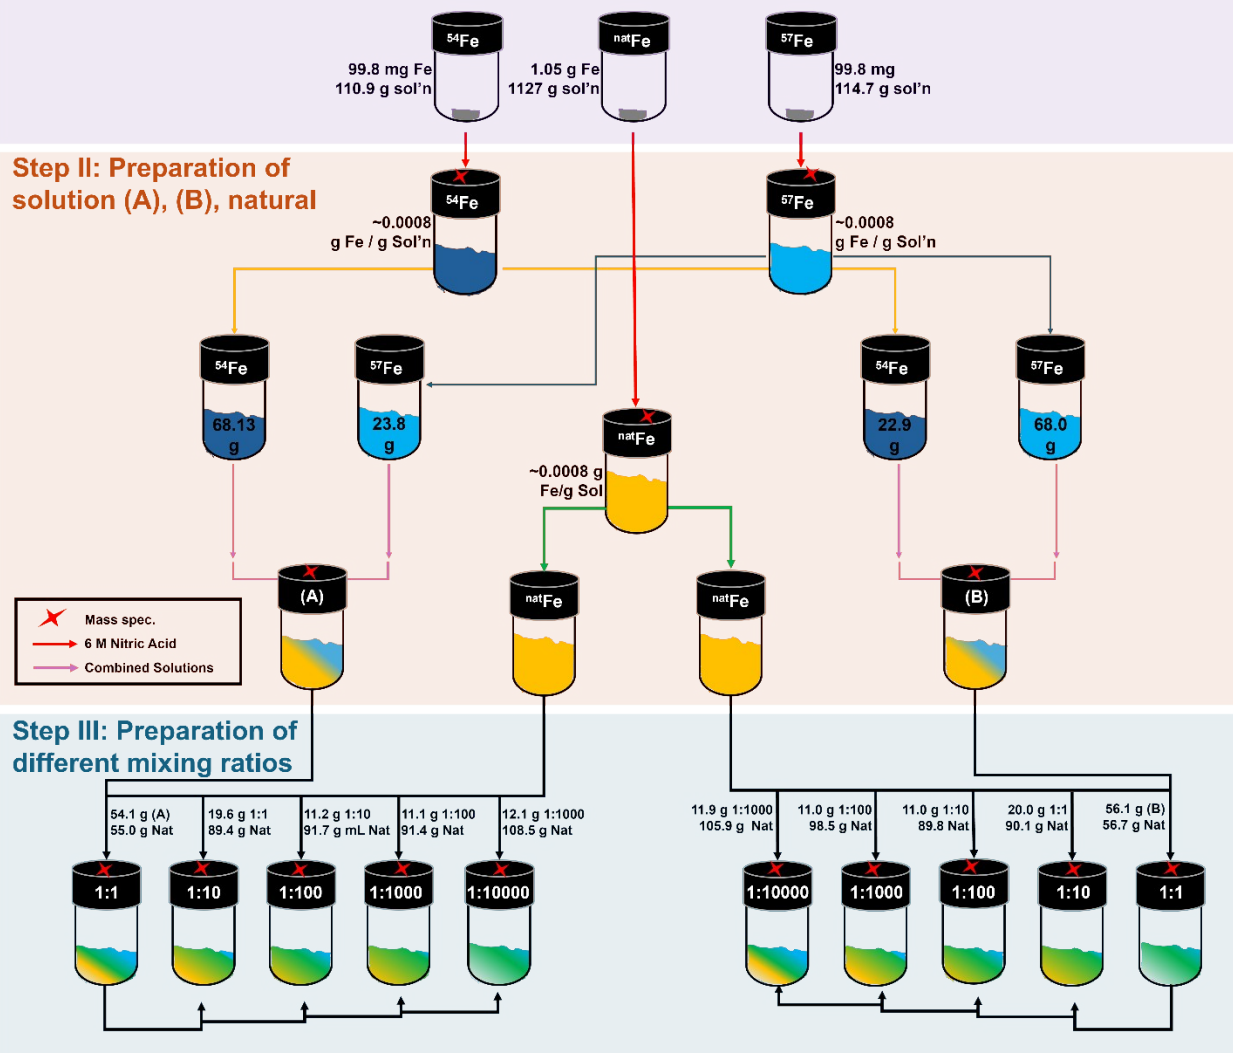 54Fe
natFe
57Fe
99.8 mg Fe
110.9 g sol'n
1.05 g Fe
1127 g sol'n
99.8 mg
114.7 g sol'n
Step II: Preparation of
solution (A), (B), natural
54Fe
57Fe
~0.0008
g Fe / g Sol'n
~0.0008
g Fe / g Sol'n
54Fe
57Fe
54Fe
57Fe
68.13
g
23.8
g
22.9
g
68.0
g
natFe
~0.0008 g
Fe/g Sol
(A)
natFe
natFe
(B)
Mass spec.
6 M Nitric Acid
Combined Solutions
Step III: Preparation of
different mixing ratios
54.1 g (A)
55.0 g Nat
19.6 g 1:1
89.4 g Nat
11.2 g 1:10
91.7 g mL Nat
11.1 g 1:100
91.4 g Nat
12.1 g 1:1000
108.5 g Nat
11.9 g 1:1000
105.9 g Nat
11.0 g 1:100
98.5 g Nat
11.0 g 1:10
89.8 Nat
20.0 g 1:1
90.1 g Nat
56.1 g (B)
56.7 g Nat
1:1
1:10
1:100
1:1000
1:10000
1:10000
1:1000
1:100
1:10
1:1